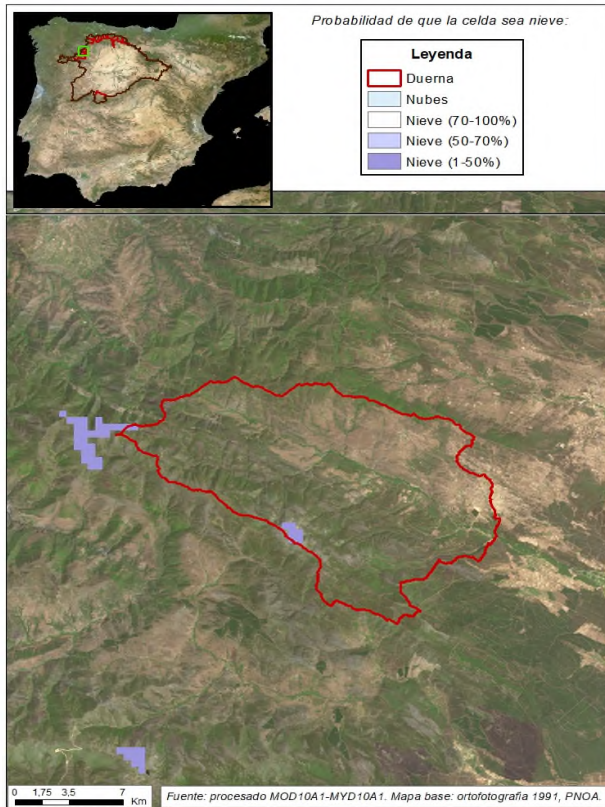 Probabilidad de que la celda sea nieve:
Leyenda
Duerna
Nubes
Nieve (70-100%)
Nieve (50-70%)
Nieve (1-50%)
0 1,75 3,5 7
Km
Fuente: procesado MOD10A1-MYD10A1. Mapa base: ortofotografía 1991, PNOA.